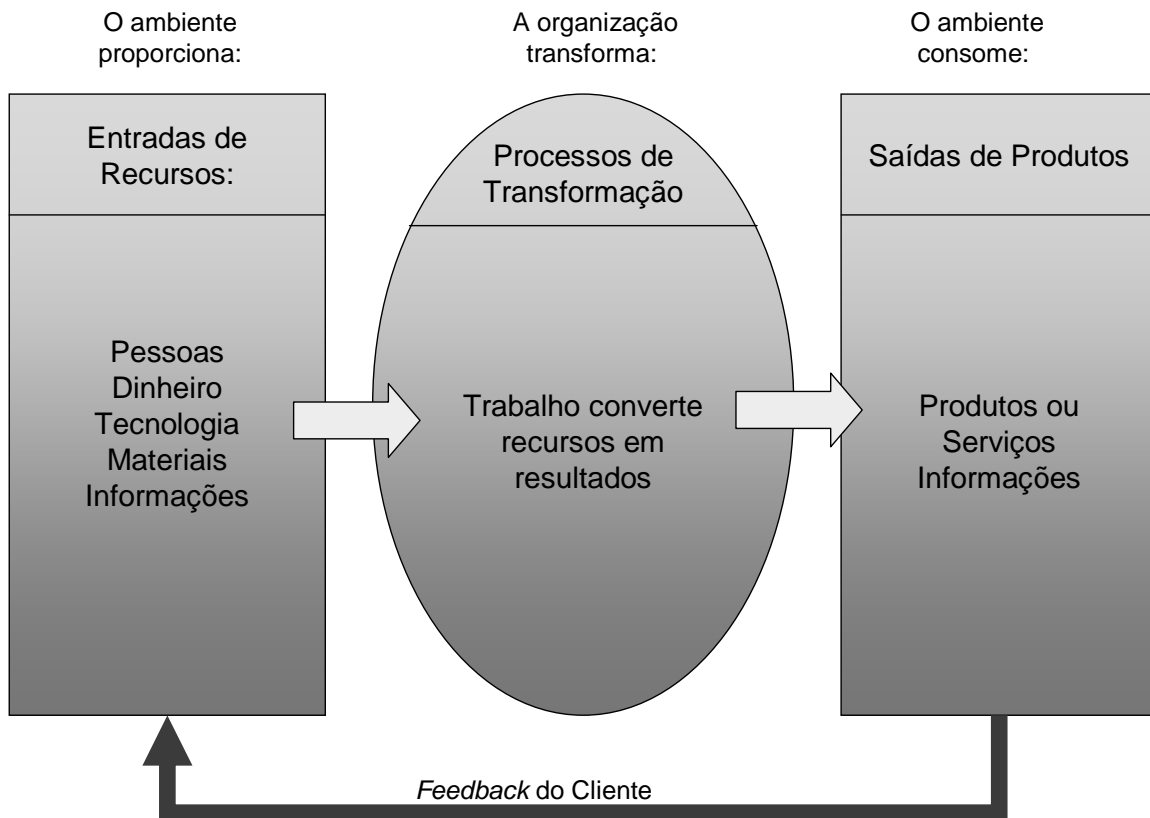 O ambiente
proporciona:
A organização
transforma:
O ambiente
consome:
Entradas de
Recursos:
Pessoas
Dinheiro
Tecnologia
Materiais
Informações
Processos de
Transformação
Trabalho converte
recursos em
resultados
Saídas de Produtos
Produtos ou
Serviços
Informações
Feedback do Cliente